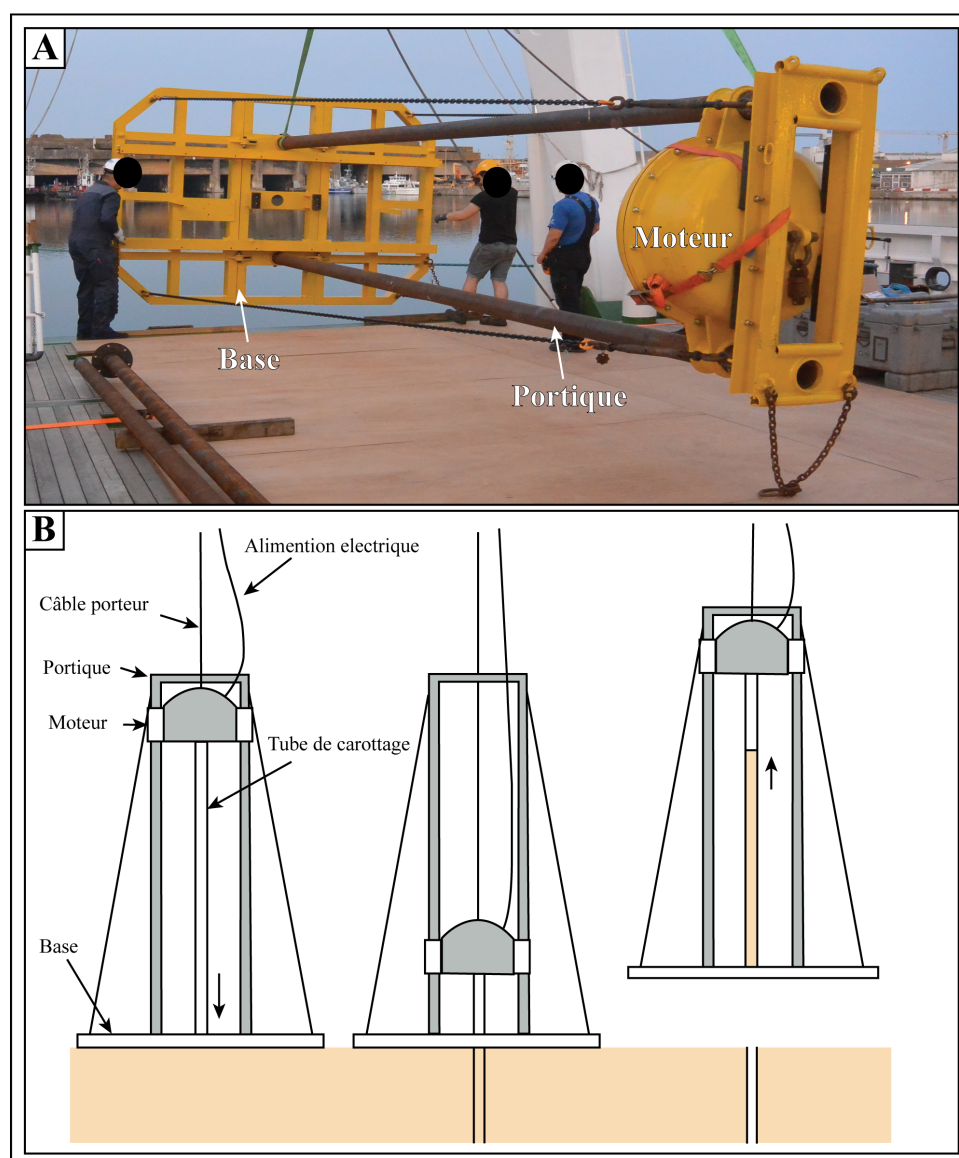 A
Moteur
Base
Portique
B
Alimention electrique
Câble porteur
Portique
Moteur
Tube de carottage
Base